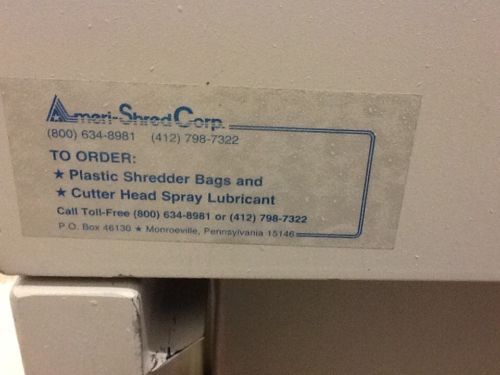 Ameri-Shred Corp.
(800) 634-8981 (412) 798-7322
TO ORDER:
★ Plastic Shredder Bags and
★ Cutter Head Spray Lubricant
Call Toll-Free (800) 634-8981 or (412) 798-7322
P.O. Box 46130 ★ Monroeville, Pennsylvania 15146